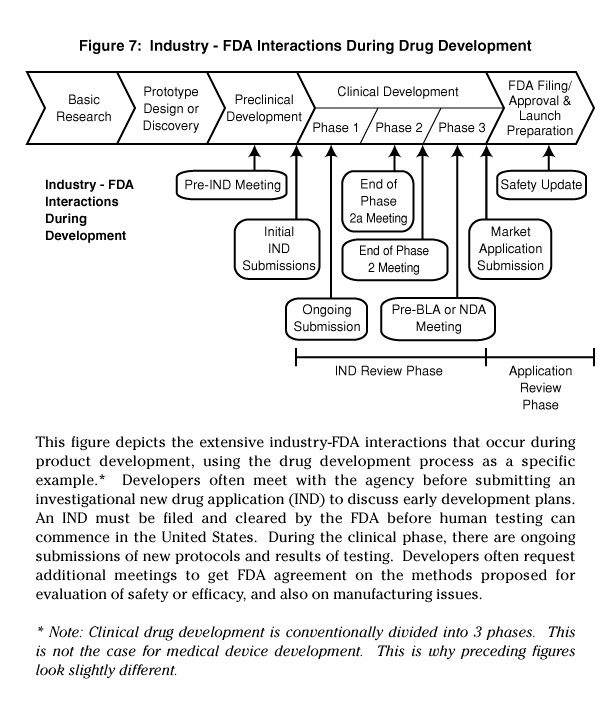 Figure 7:  Industry - FDA Interactions During Drug Development
Basic
Research
Prototype
Design or
Discovery
Preclinical
Development
Clinical Development
Phase 1
Phase 2
Phase 3
FDA Filing/
Approval &
Launch
Preparation
Industry - FDA
Interactions
During
Development
Pre-IND Meeting
Initial
IND
Submissions
Ongoing
Submission
End of
Phase
2a Meeting
End of Phase
2 Meeting
Pre-BLA or NDA
Meeting
Market
Application
Submission
Safety Update
IND Review Phase
Application
Review
Phase
This figure depicts the extensive industry-FDA interactions that occur during
product development, using the drug development process as a specific
example.*  Developers often meet with the agency before submitting an
investigational new drug application (IND) to discuss early development plans.
An IND must be filed and cleared by the FDA before human testing can
commence in the United States.  During the clinical phase, there are ongoing
submissions of new protocols and results of testing.  Developers often request
additional meetings to get FDA agreement on the methods proposed for
evaluation of safety or efficacy, and also on manufacturing issues.
* Note: Clinical drug development is conventionally divided into 3 phases.  This
is not the case for medical device development.  This is why preceding figures
look slightly different.